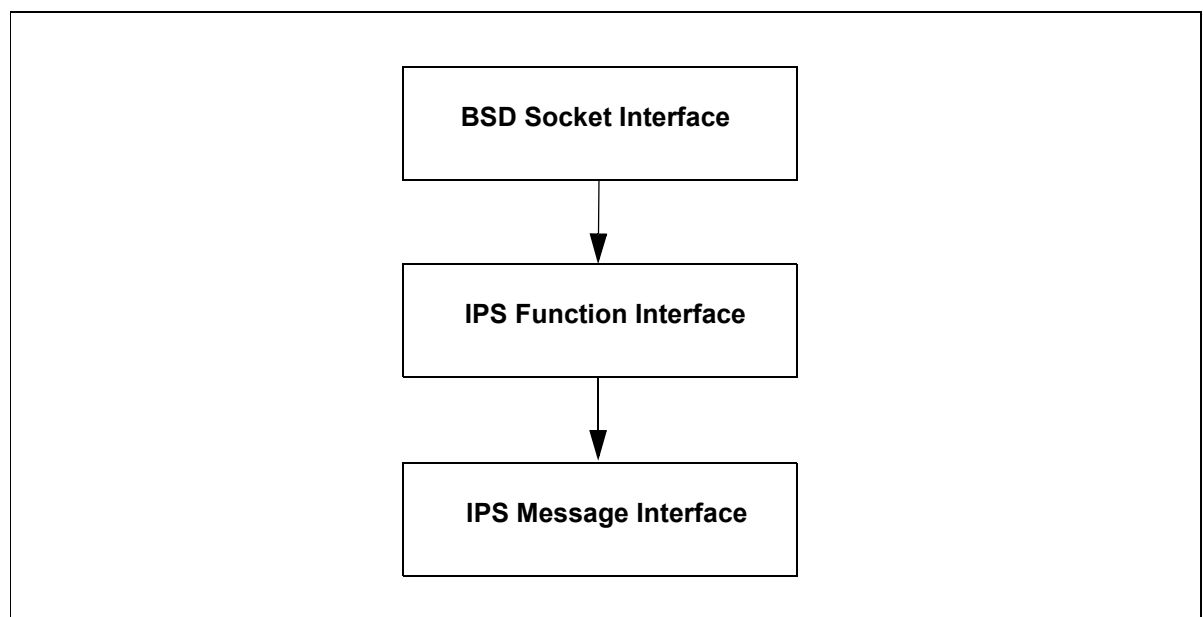 BSD Socket Interface
IPS Function Interface
IPS Message Interface